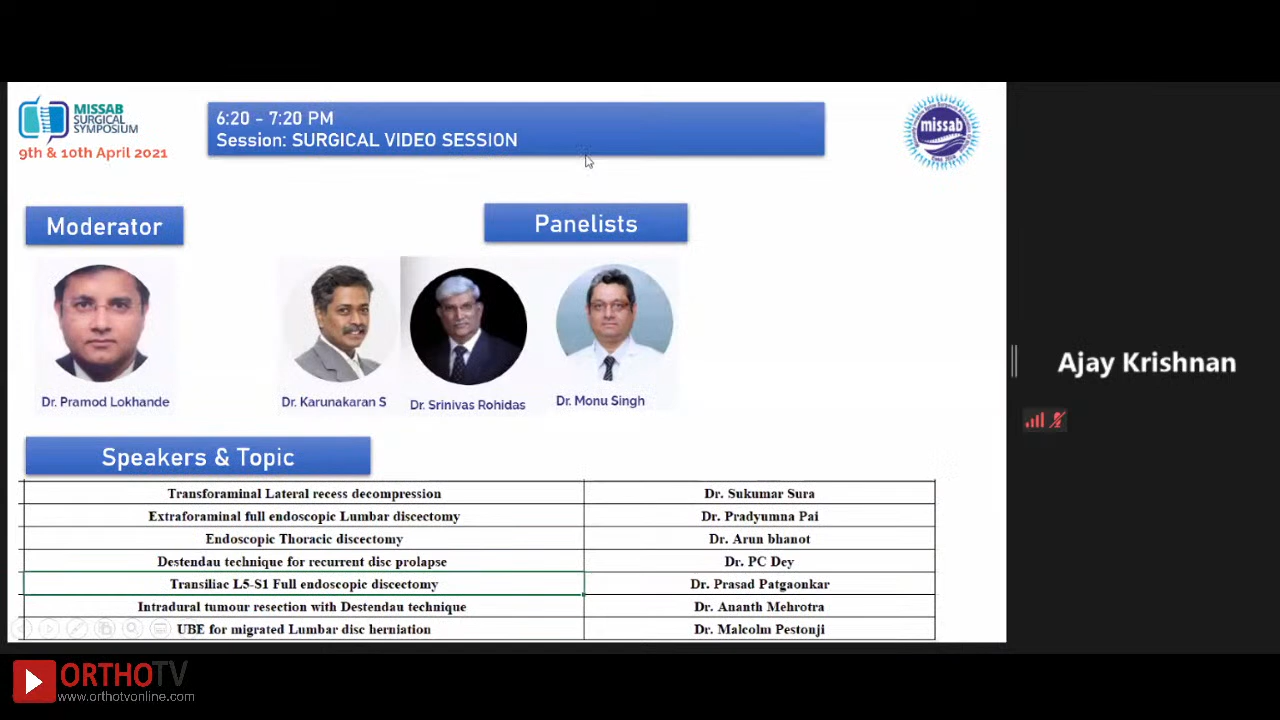 MISSAB
SURGICAL
SYMPOSIUM
9th & 10th April 2021
6:20 - 7:20 PM
Session: SURGICAL VIDEO SESSION
missab
Moderator
Panelists
Dr. Pramod Lokhande
Dr. Karunakaran S
Dr. Srinivas Rohidas
Dr. Monu Singh
Ajay Krishnan
Speakers & Topic
Transforaminal Lateral recess decompression Dr. Sukumar Sura
Extraforaminal full endoscopic Lumbar discectomy Dr. Pradyumna Pai
Endoscopic Thoracic discectomy Dr. Arun bhanot
Destendau technique for recurrent disc prolapse Dr. PC Dey
Transiliac L5-S1 Full endoscopic discectomy Dr. Prasad Patgaonkar
Intradural tumour resection with Destendau technique Dr. Ananth Mehrotra
UBE for migrated Lumbar disc herniation Dr. Malcolm Pestonji
ORTHOTV
www.orthotvonline.com